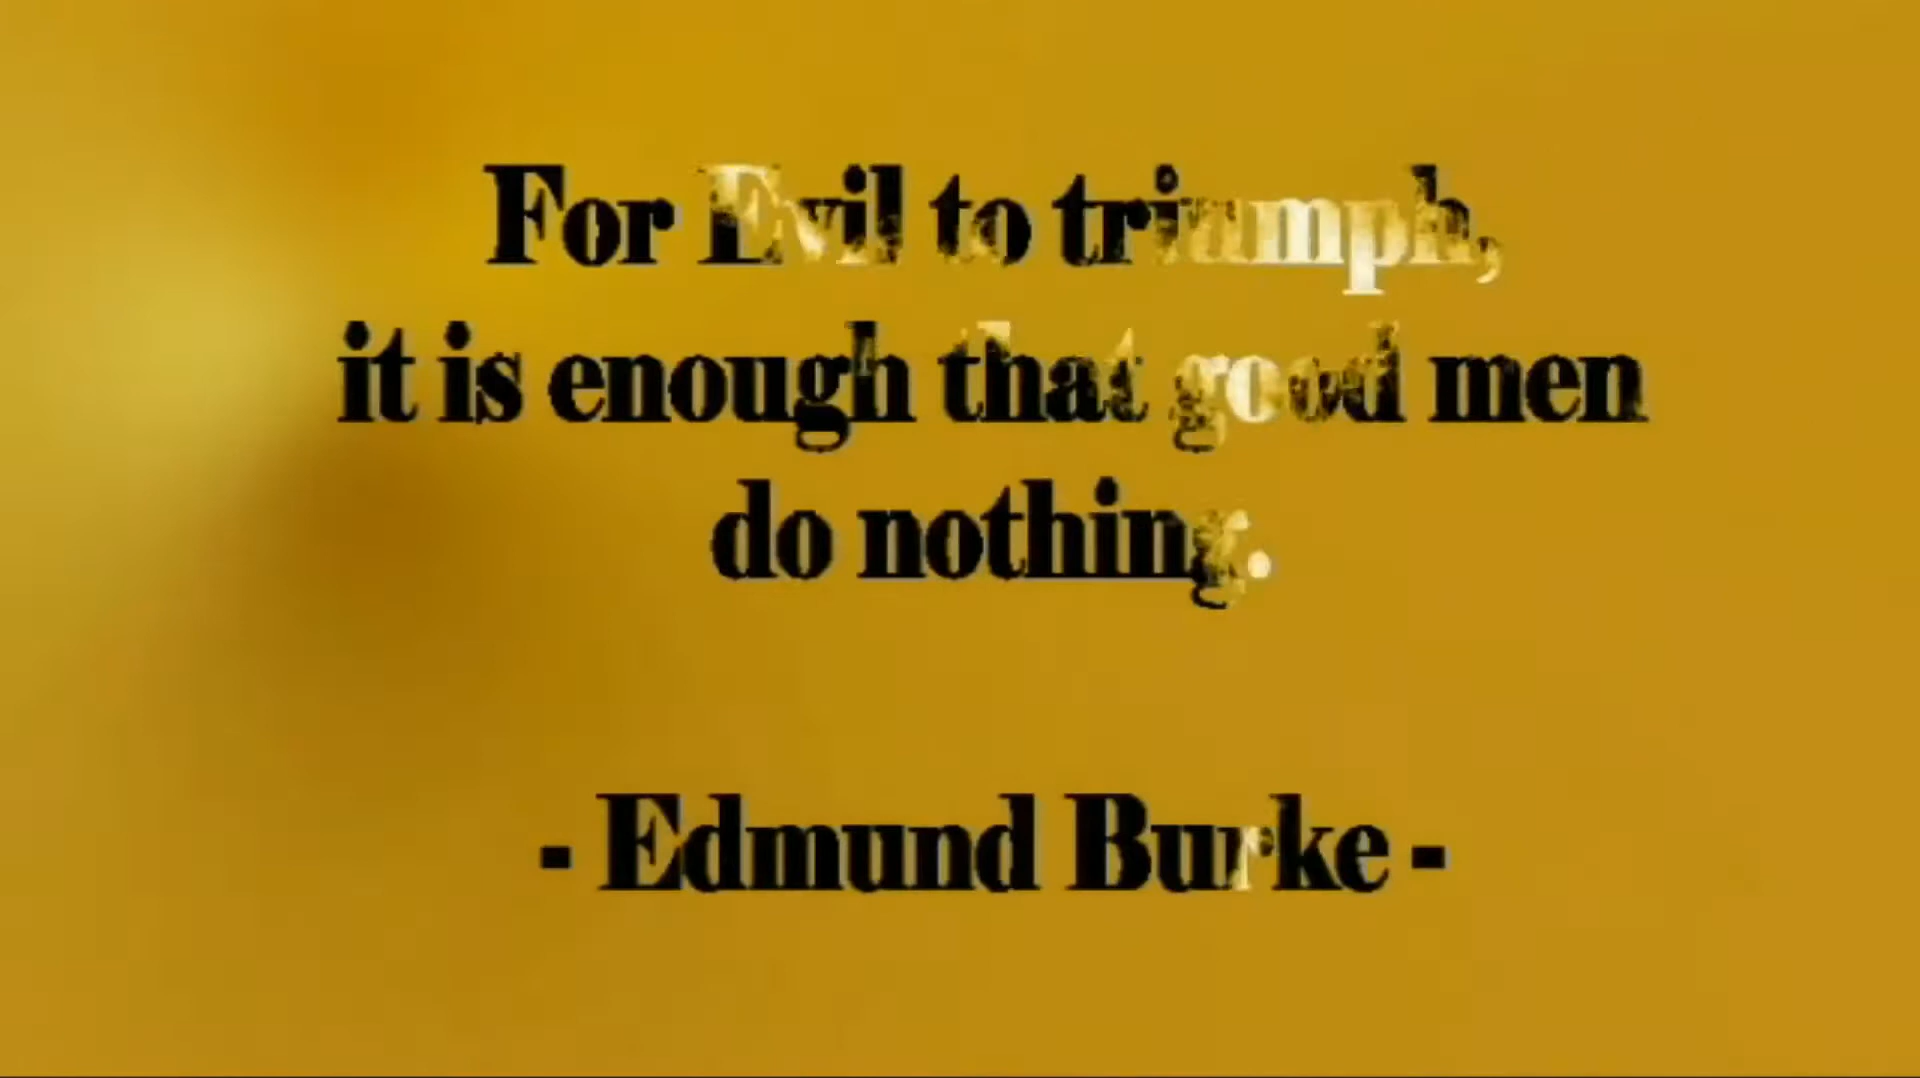 For Evil to triumph,
it is enough that good men
do nothing.
- Edmund Burke -